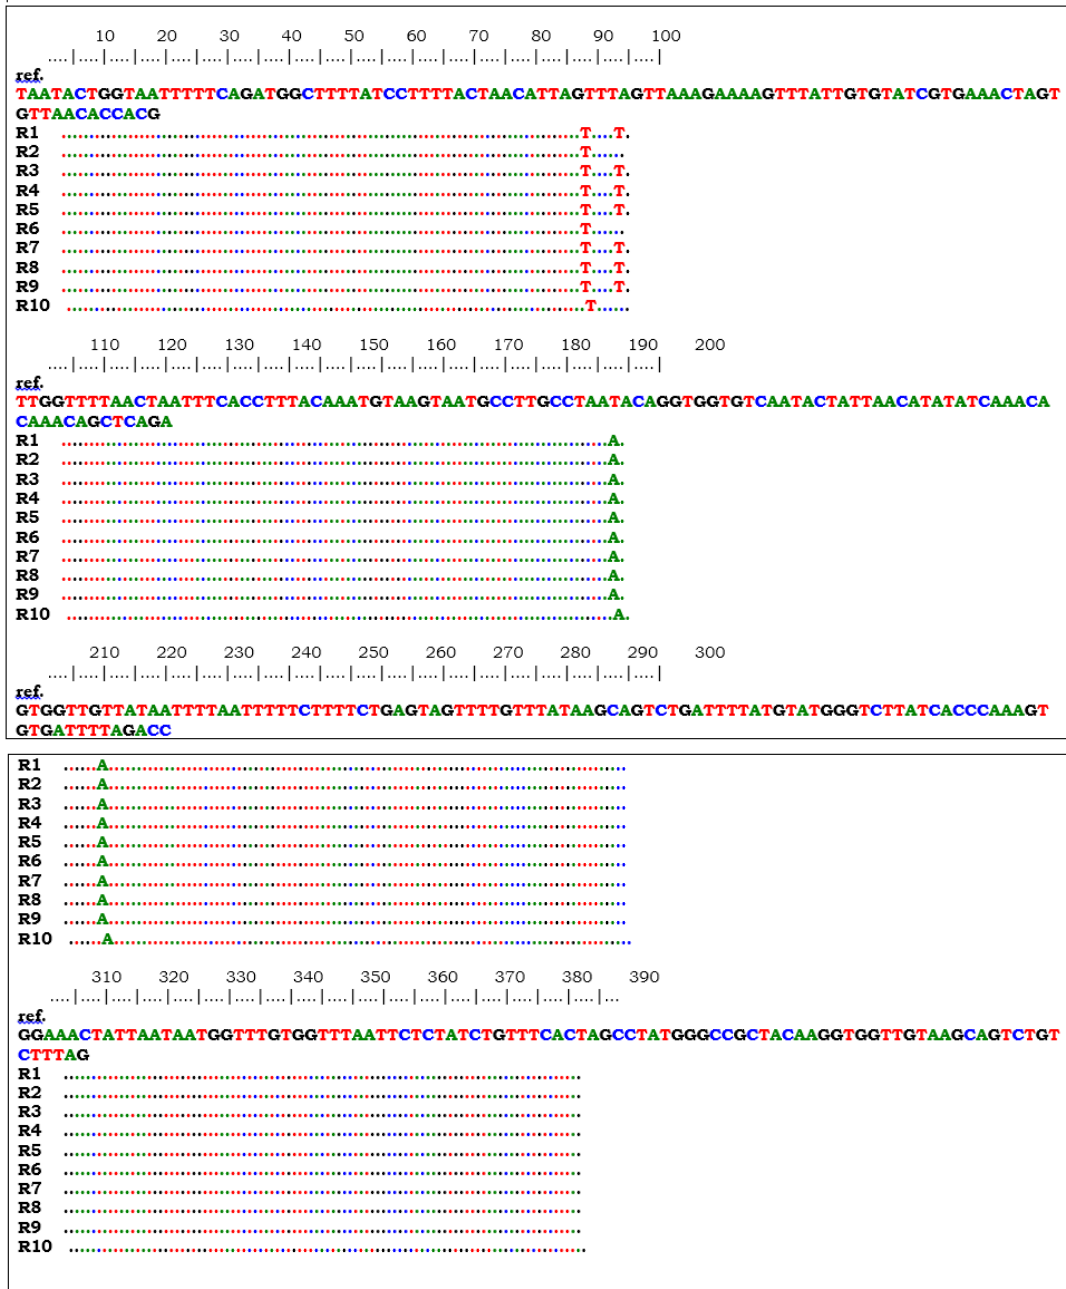 10 20 30 40 50 60 70 80 90 100
....|....|....|....|....|....|....|....|....|....|....|....|....|....|....|....|....|....|....|....|
ref.
TAATACTGGTAATTTTTCAGATGGCTTTTATCCTTTTACTAACATTAGTTTAGTTAAAGAAAAGTTTATTGTGTATCGTGAAACTAGT
GTTAACACCACG
R1 ....................T....T.
R2 ....................T......
R3 ....................T....T.
R4 ....................T....T.
R5 ....................T....T.
R6 ....................T......
R7 ....................T....T.
R8 ....................T....T.
R9 ....................T....T.
R10 ....................T......
110 120 130 140 150 160 170 180 190 200
....|....|....|....|....|....|....|....|....|....|....|....|....|....|....|....|....|....|....|....|
ref.
TTGGTTTTAACTAATTTCACCTTTACAAATGTAAGTAATGCCTTGCCTAATACAGGTGGTGTCAATACTATTAACATATATCAAACA
CAAACAGCTCAGA
R1 ....................A.
R2 ....................A.
R3 ....................A.
R4 ....................A.
R5 ....................A.
R6 ....................A.
R7 ....................A.
R8 ....................A.
R9 ....................A.
R10 ....................A.
210 220 230 240 250 260 270 280 290 300
....|....|....|....|....|....|....|....|....|....|....|....|....|....|....|....|....|....|....|....|
ref.
GTGGTTGTTATAATTTTAATTTTTCTTTTCTGAGTAGTTTTGTTTATAAGCAGTCTGATTTTATGTATGGGTCTTATCACCCAAAGT
GTGATTTTAGACC
R1 ......A....................
R2 ......A....................
R3 ......A....................
R4 ......A....................
R5 ......A....................
R6 ......A....................
R7 ......A....................
R8 ......A....................
R9 ......A....................
R10 ......A....................
310 320 330 340 350 360 370 380 390
....|....|....|....|....|....|....|....|....|....|....|....|....|....|....|....|....|...
ref.
GGAAACTATTAATAATGGTTTGTGGTTTAATTCTCTATCTGTTTCACTAGCCTATGGGCCGCTACAAGGTGGTTGTAAGCAGTCTGT
CTTTAG
R1 ....................
R2 ....................
R3 ....................
R4 ....................
R5 ....................
R6 ....................
R7 ....................
R8 ....................
R9 ....................
R10 ....................